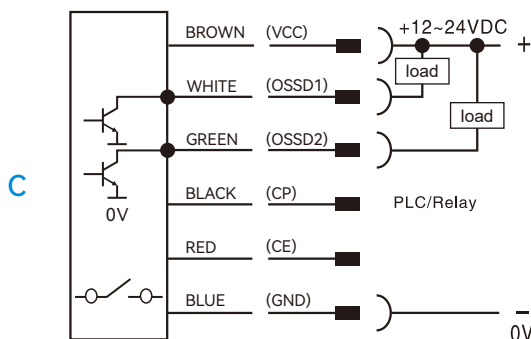 BROWN (VCC) +12~24VDC +
load
WHITE (OSSD1)
load
GREEN (OSSD2)
C
BLACK (CP) PLC/Relay
0V
RED (CE)
BLUE (GND) −
0V